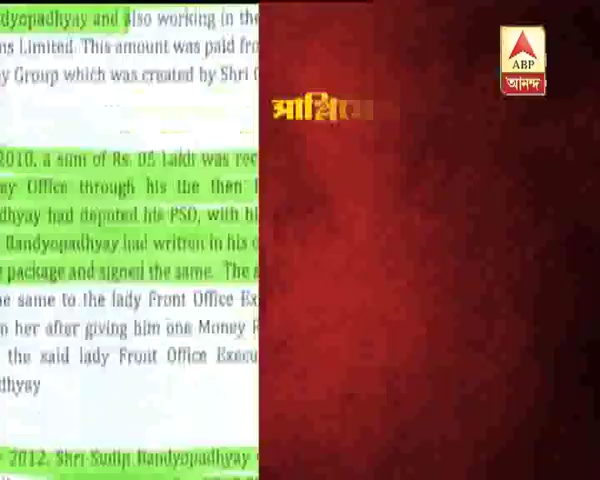 dyopadhyay and also working in the
ns Limited. This amount was paid fro
y Group which was created by Shri
2010, a sum of Rs. 05 Lakh was rec
ay Office through his the then
dhyay had deputed his PSO, with hi
Bandyopadhyay had written in his
package and signed the same. The
ne same to the lady Front Office Ex
n her after giving him one Money
the said lady Front Office Execu
dhyay
2012, Shri Sudip Bandyopadhyay
ABP
আনন্দ